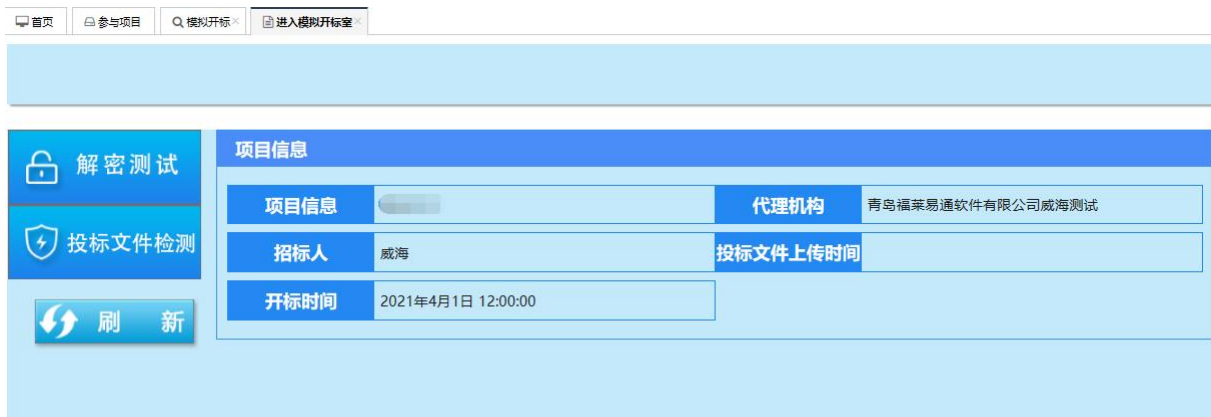 首页 参与项目 模拟开标 进入模拟开标室
解密测试
投标文件检测
刷 新
项目信息
项目信息 代理机构 青岛福莱易通软件有限公司威海测试
招标人 威海 投标文件上传时间
开标时间 2021年4月1日 12:00:00